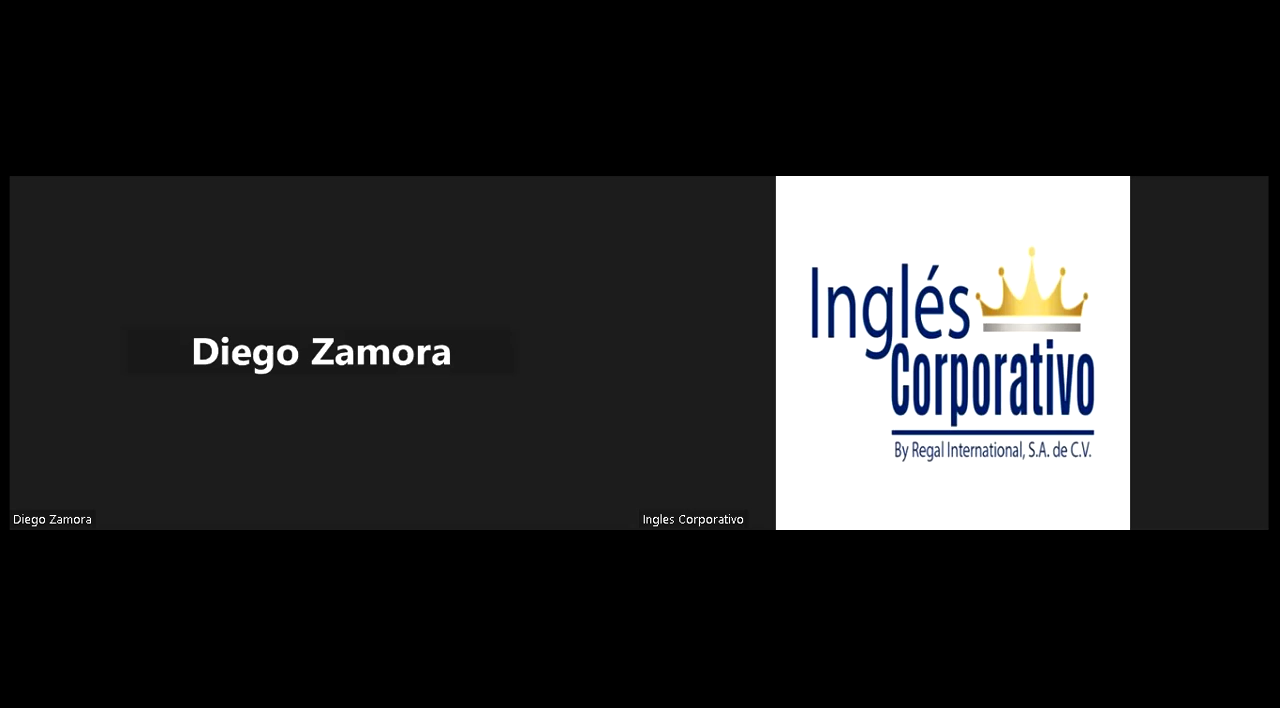 Diego Zamora
Diego Zamora
Inglés
Corporativo
By Regal International, S.A. de C.V.
Ingles Corporativo